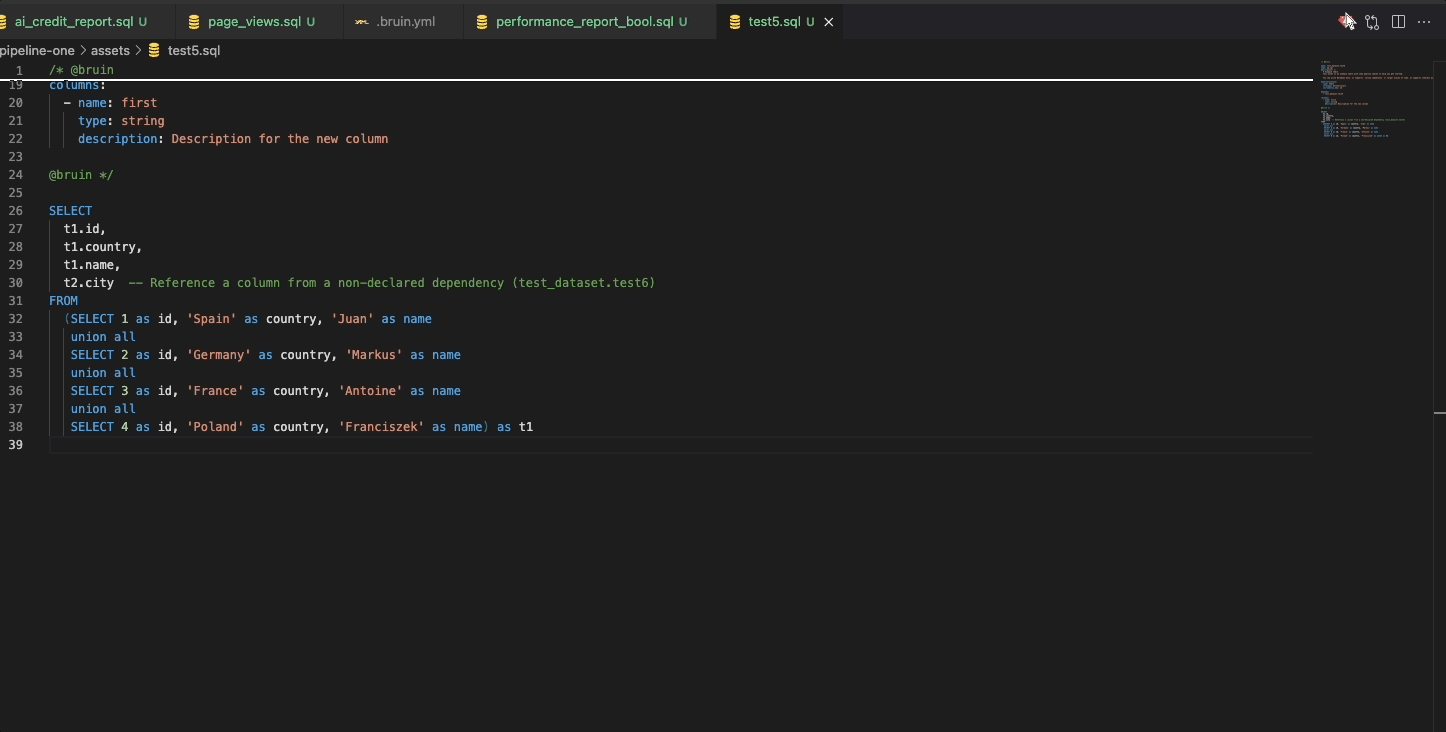 ai_credit_report.sql U page_views.sql U .bruin.yml performance_report_bool.sql U test5.sql U
pipeline-one > assets > test5.sql
1 /* @bruin
19 columns:
20   - name: first
21     type: string
22     description: Description for the new column
23
24 @bruin */
25
26 SELECT
27   t1.id,
28   t1.country,
29   t1.name,
30   t2.city  -- Reference a column from a non-declared dependency (test_dataset.test6)
31 FROM
32   (SELECT 1 as id, 'Spain' as country, 'Juan' as name
33    union all
34    SELECT 2 as id, 'Germany' as country, 'Markus' as name
35    union all
36    SELECT 3 as id, 'France' as country, 'Antoine' as name
37    union all
38    SELECT 4 as id, 'Poland' as country, 'Franciszek' as name) as t1
39